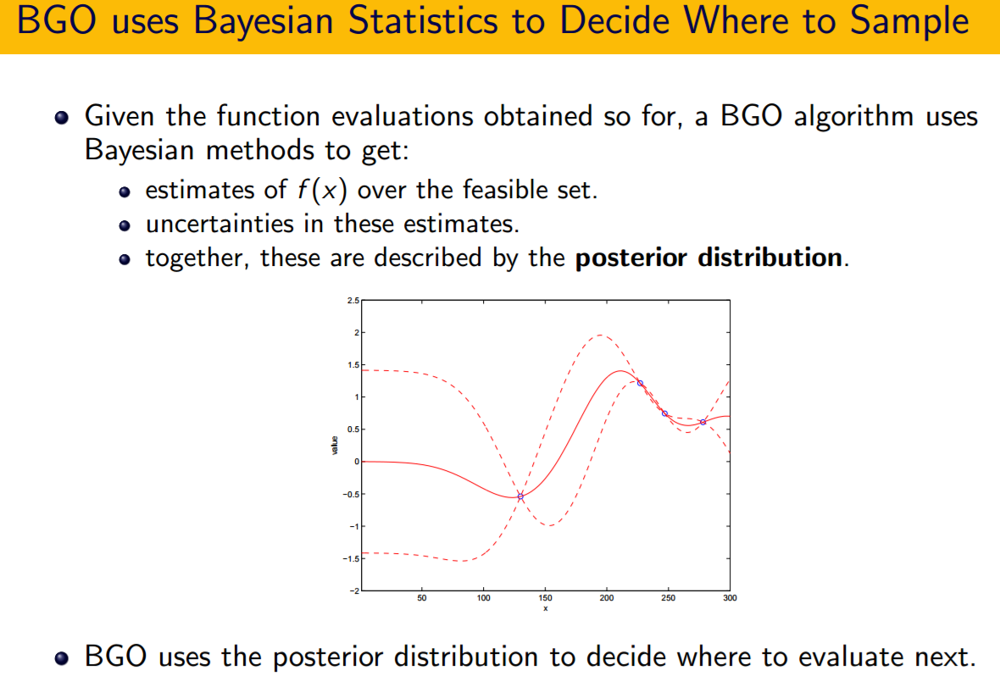 BGO uses Bayesian Statistics to Decide Where to Sample
Given the function evaluations obtained so for, a BGO algorithm uses
Bayesian methods to get:
estimates of f(x) over the feasible set.
uncertainties in these estimates.
together, these are described by the posterior distribution.
2.5
2
1.5
1
0.5
0
−0.5
−1
−1.5
−2
value
50 100 150 200 250 300
x
BGO uses the posterior distribution to decide where to evaluate next.